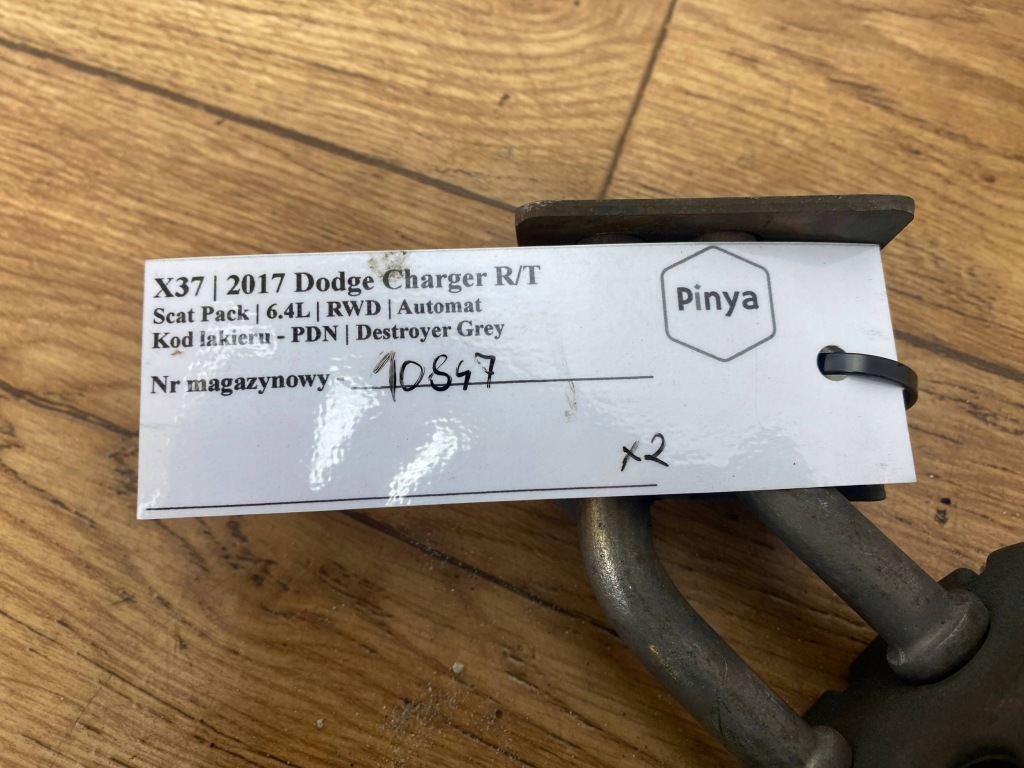 X37 | 2017 Dodge Charger R/T
Scat Pack | 6.4L | RWD | Automat
Kod lakieru - PDN | Destroyer Grey
Nr magazynowy - 10847
x2
Pinya